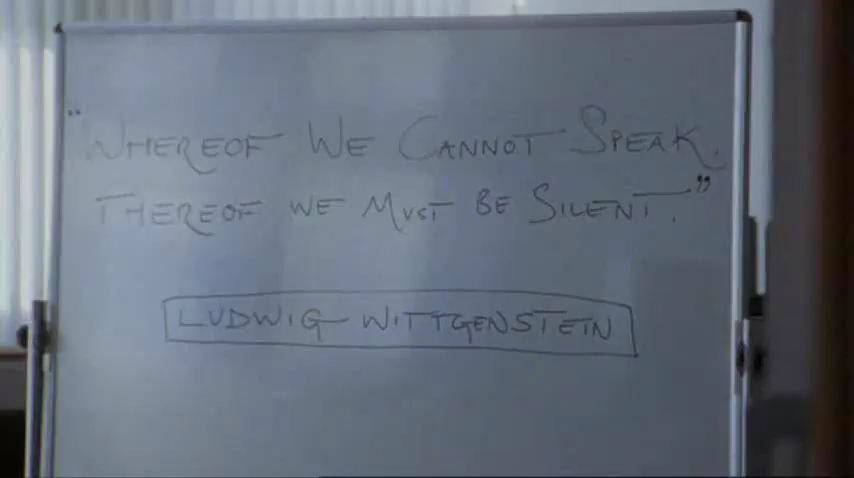 "WHEREOF WE CANNOT SPEAK,
THEREOF WE MUST BE SILENT."
LUDWIG WITTGENSTEIN